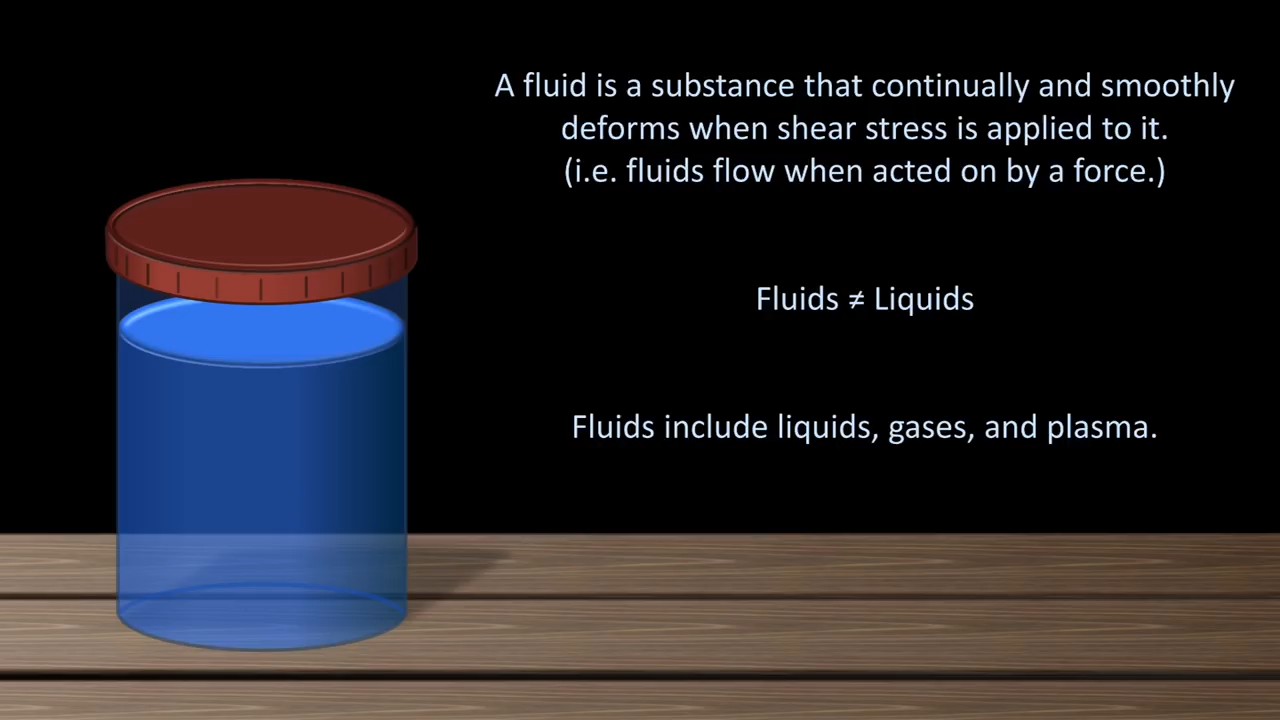 A fluid is a substance that continually and smoothly
deforms when shear stress is applied to it.
(i.e. fluids flow when acted on by a force.)
Fluids ≠ Liquids
Fluids include liquids, gases, and plasma.